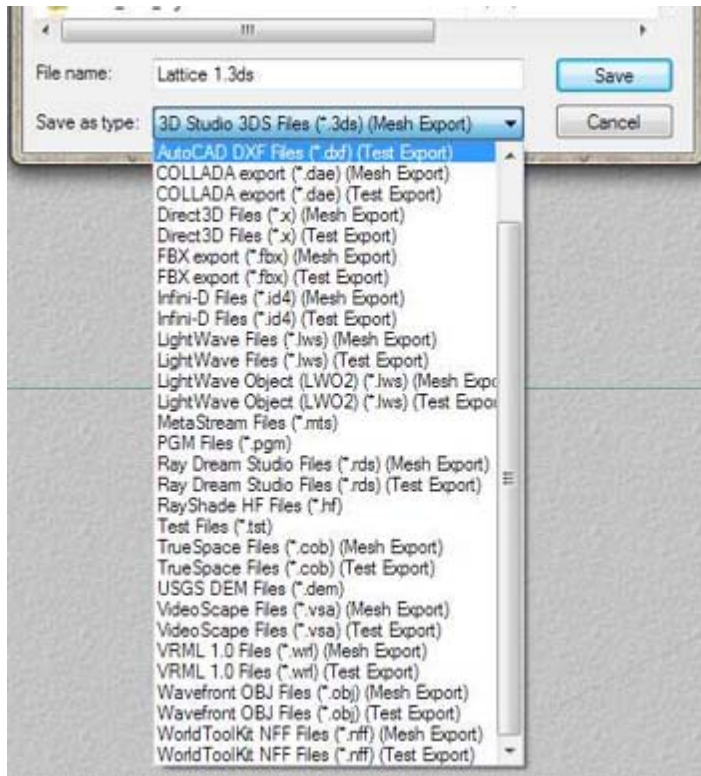 File name:
Lattice 1.3ds
Save
Save as type:
3D Studio 3DS Files (*.3ds) (Mesh Export)
Cancel
AutoCAD DXF Files (*.dxf) (Test Export)
COLLADA export (*.dae) (Mesh Export)
COLLADA export (*.dae) (Test Export)
Direct3D Files (*.x) (Mesh Export)
Direct3D Files (*.x) (Test Export)
FBX export (*.fbx) (Mesh Export)
FBX export (*.fbx) (Test Export)
Infini-D Files (*.id4) (Mesh Export)
Infini-D Files (*.id4) (Test Export)
LightWave Files (*.lws) (Mesh Export)
LightWave Files (*.lws) (Test Export)
LightWave Object (LWO2) (*.lws) (Mesh Expo
LightWave Object (LWO2) (*.lws) (Test Expor
MetaStream Files (*.mts)
PGM Files (*.pgm)
Ray Dream Studio Files (*.rds) (Mesh Export)
Ray Dream Studio Files (*.rds) (Test Export)
RayShade HF Files (*.hf)
Test Files (*.tst)
TrueSpace Files (*.cob) (Mesh Export)
TrueSpace Files (*.cob) (Test Export)
USGS DEM Files (*.dem)
VideoScape Files (*.vsa) (Mesh Export)
VideoScape Files (*.vsa) (Test Export)
VRML 1.0 Files (*.wrl) (Mesh Export)
VRML 1.0 Files (*.wrl) (Test Export)
Wavefront OBJ Files (*.obj) (Mesh Export)
Wavefront OBJ Files (*.obj) (Test Export)
WorldToolKit NFF Files (*.nff) (Mesh Export)
WorldToolKit NFF Files (*.nff) (Test Export)